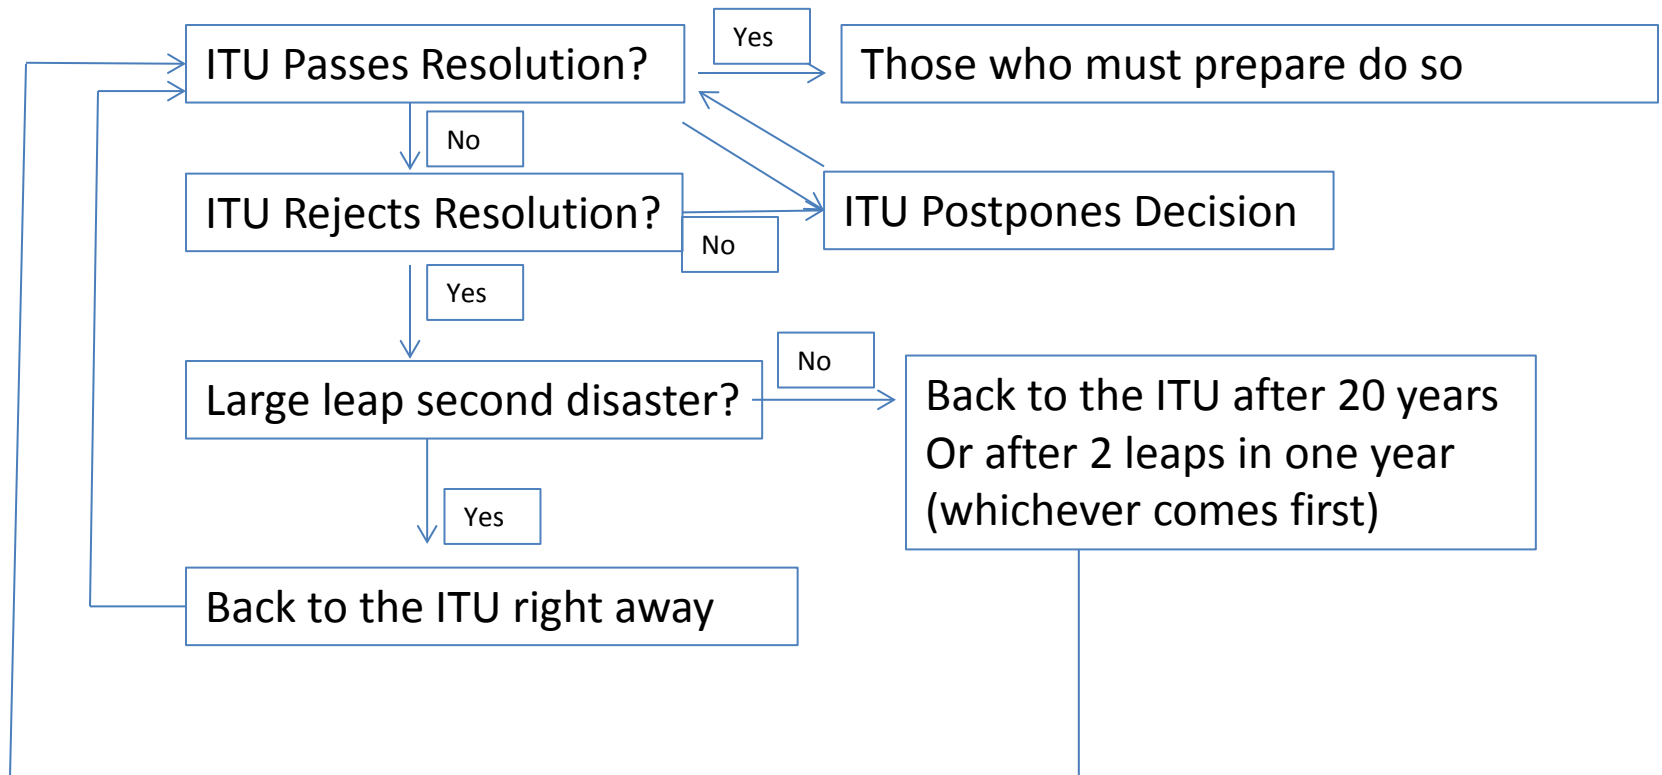 ITU Passes Resolution?
Yes
Those who must prepare do so
No
ITU Rejects Resolution?
No
ITU Postpones Decision
Yes
Large leap second disaster?
No
Back to the ITU after 20 years
Or after 2 leaps in one year
(whichever comes first)
Yes
Back to the ITU right away